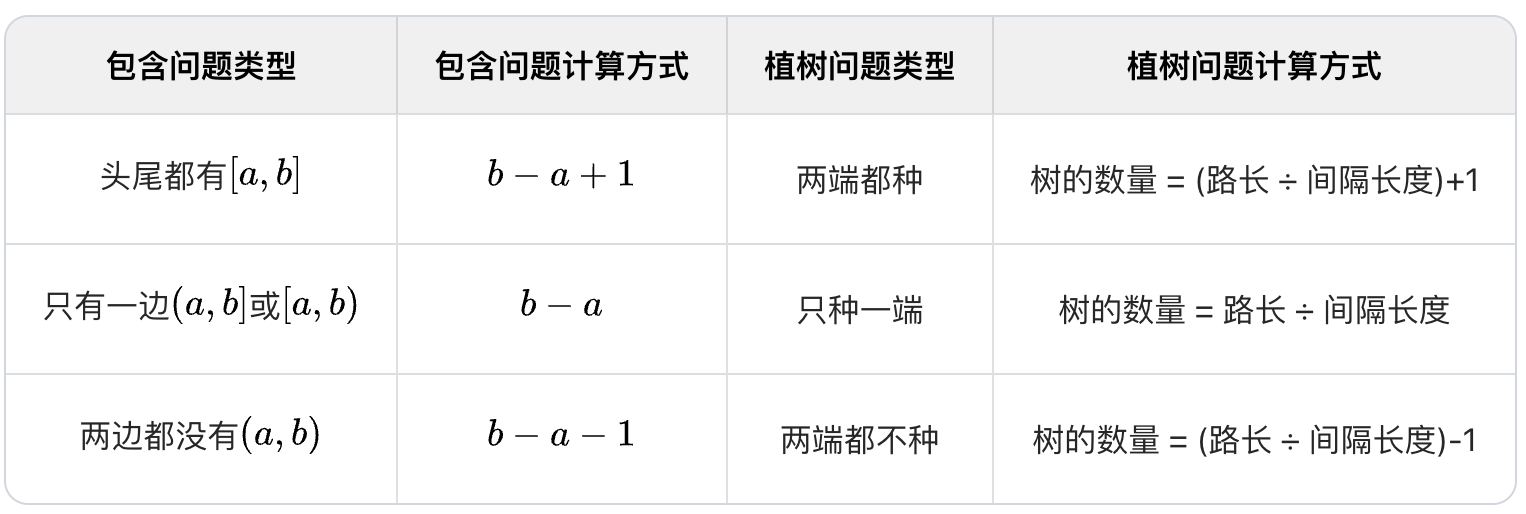 包含问题类型 包含问题计算方式 植树问题类型 植树问题计算方式
头尾都有[a, b] b − a + 1 两端都种 树的数量 = (路长 ÷ 间隔长度)+1
只有一边(a, b]或[a, b) b − a 只种一端 树的数量 = 路长 ÷ 间隔长度
两边都没有(a, b) b − a − 1 两端都不种 树的数量 = (路长 ÷ 间隔长度)-1